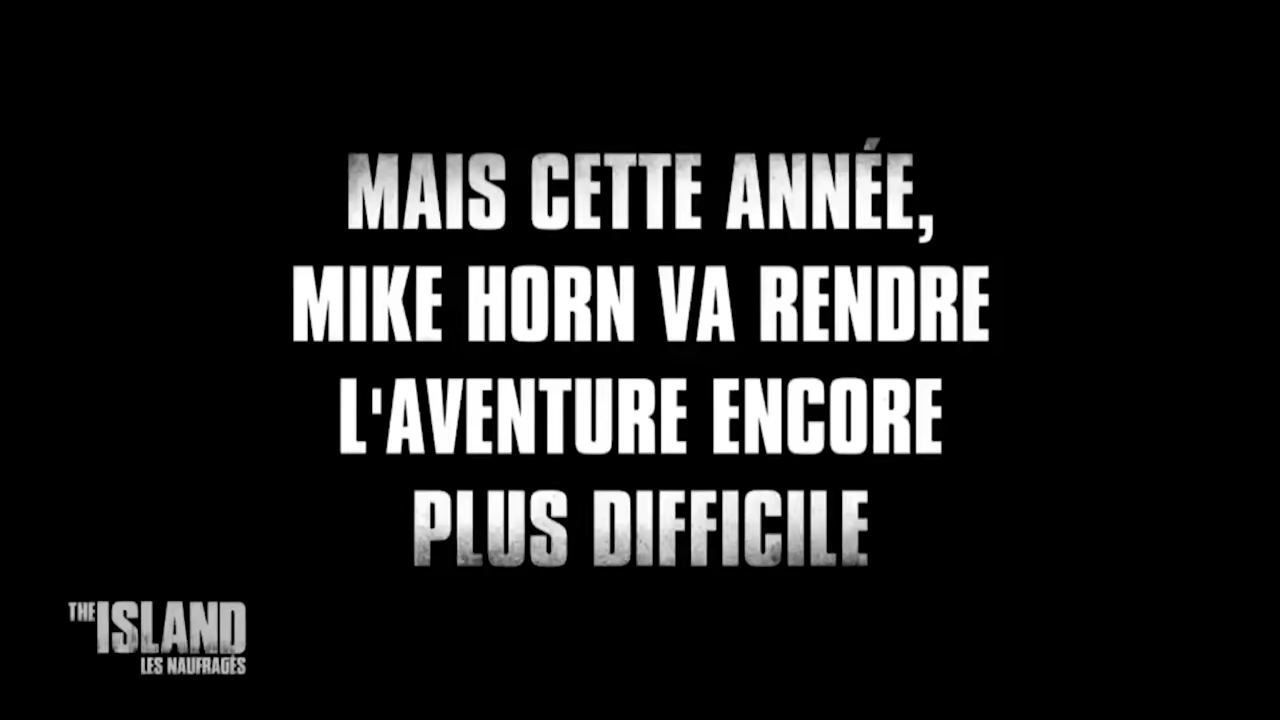 MAIS CETTE ANNÉE,
MIKE HORN VA RENDRE
L'AVENTURE ENCORE
PLUS DIFFICILE
THE ISLAND
LES NAUFRAGÉS